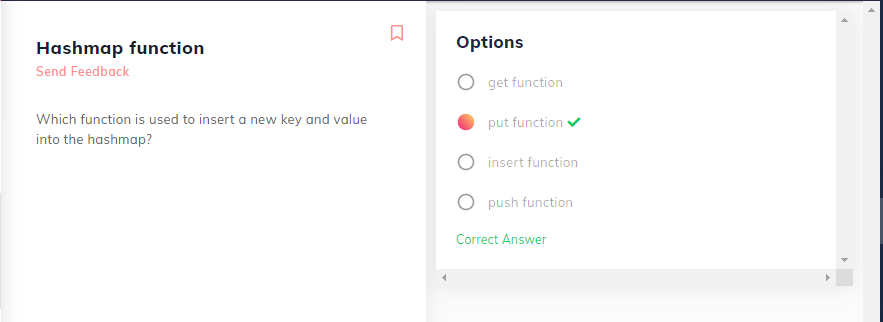 Hashmap function
Send Feedback
Which function is used to insert a new key and value
into the hashmap?
Options
get function
put function
insert function
push function
Correct Answer